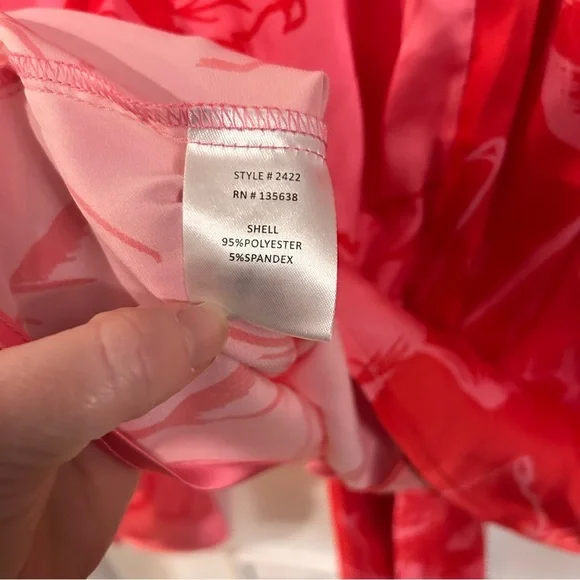 STYLE # 2422
RN # 135638
SHELL
95%POLYESTER
5%SPANDEX